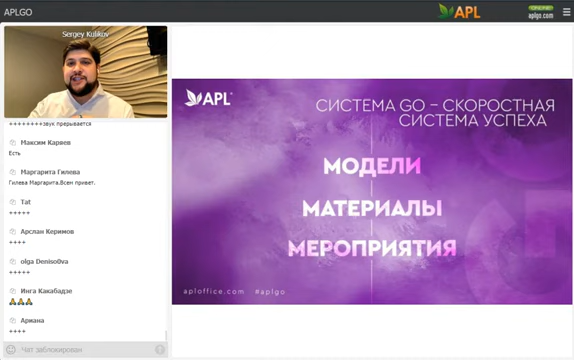 APLGO
APL
ONLINE
aplgo.com
Sergey Kulikov
++++++++звук прерывается
Максим Карзев
Есть
Маргарита Гилева
Гилева Маргарита.Всем привет.
Tat
+++++
Арслан Керимов
++++
olga Deniso0va
+++++
Инга Какабадзе
🙏🙏🙏
Аркана
++++
Чат заблокирован
APL
СИСТЕМА GO – СКОРОСТНАЯ
СИСТЕМА УСПЕХА
МОДЕЛИ
МАТЕРИАЛЫ
МЕРОПРИЯТИЯ
aploffice.com #aplgo